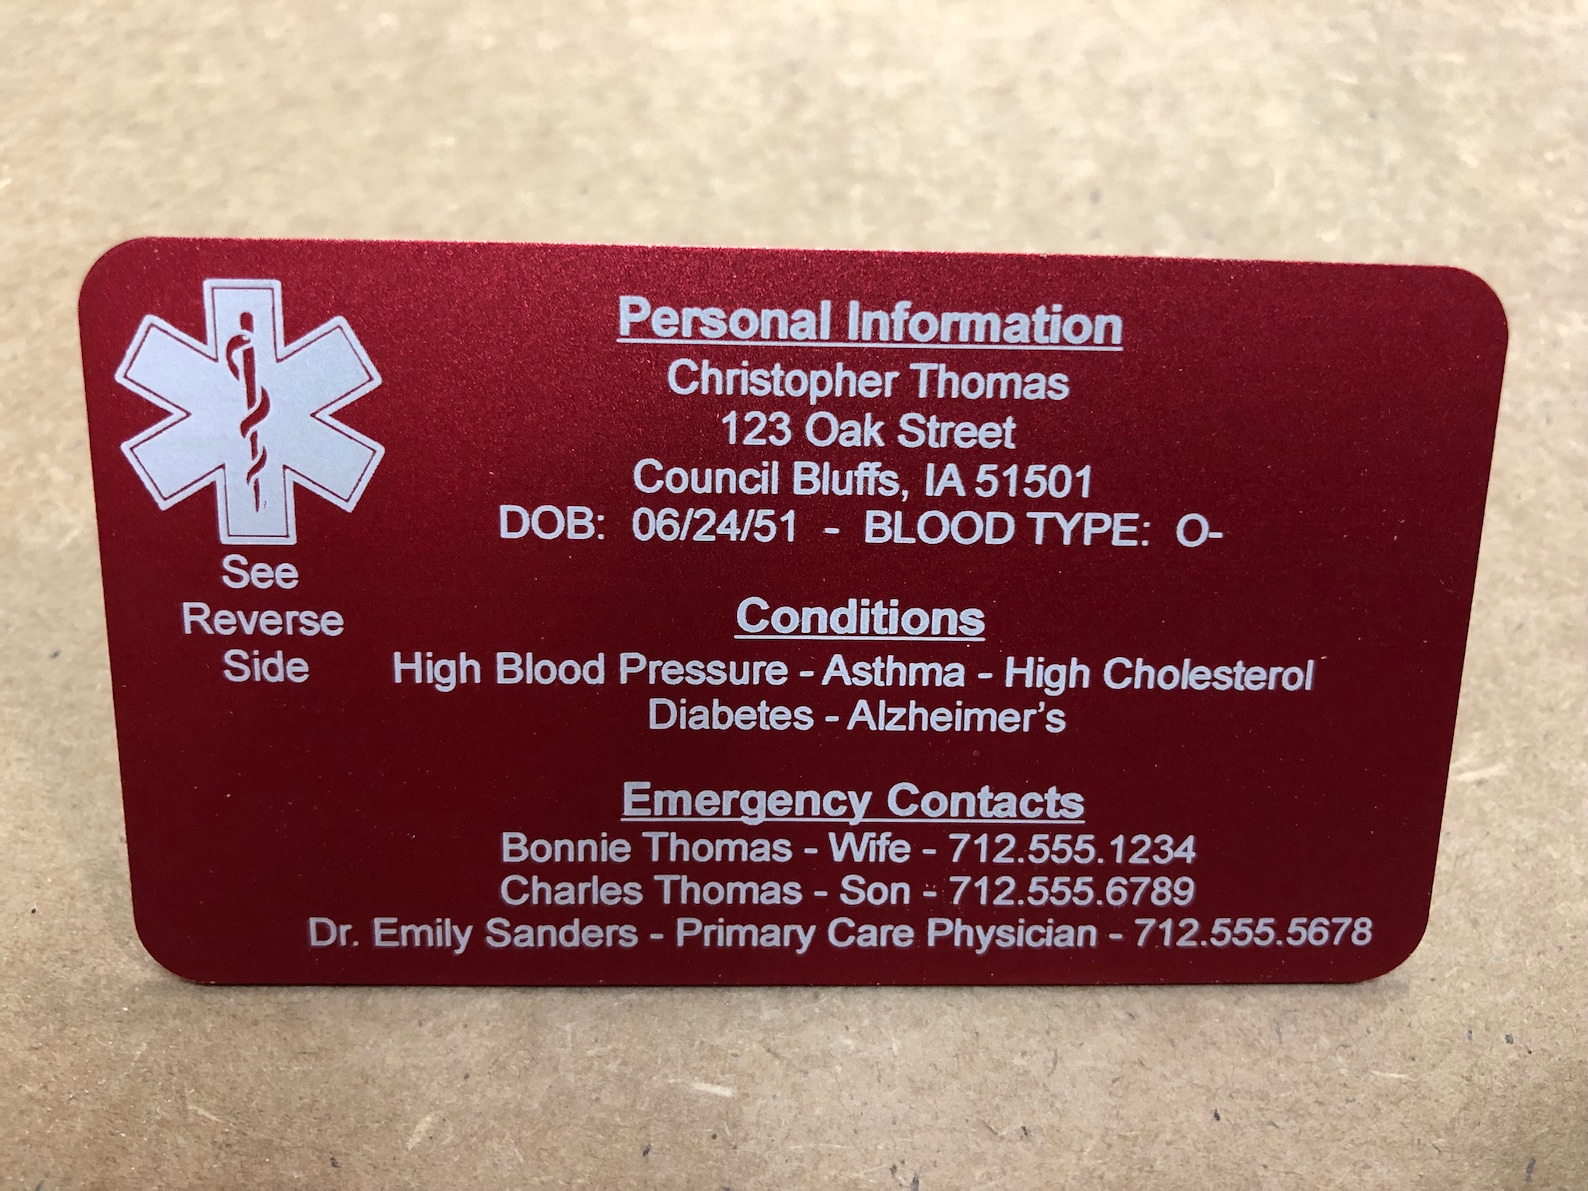 Personal Information
Christopher Thomas
123 Oak Street
Council Bluffs, IA 51501
DOB: 06/24/51 - BLOOD TYPE: O-
See
Reverse
Side
Conditions
High Blood Pressure - Asthma - High Cholesterol
Diabetes - Alzheimer's
Emergency Contacts
Bonnie Thomas - Wife - 712.555.1234
Charles Thomas - Son - 712.555.6789
Dr. Emily Sanders - Primary Care Physician - 712.555.5678